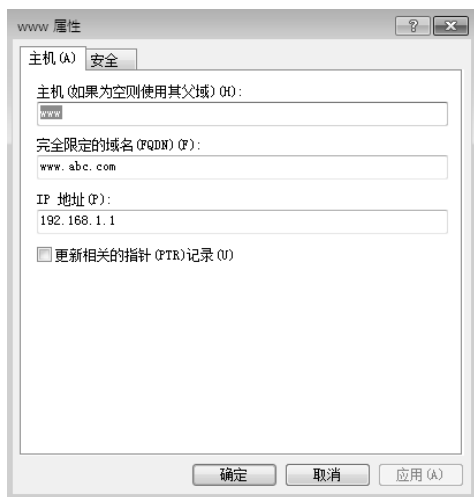 www 属性
主机(A) 安全
主机(如果为空则使用其父域)(H):
www
完全限定的域名(FQDN)(F):
www.abc.com
IP 地址(P):
192.168.1.1
更新相关的指针(PTR)记录(U)
确定 取消 应用(A)